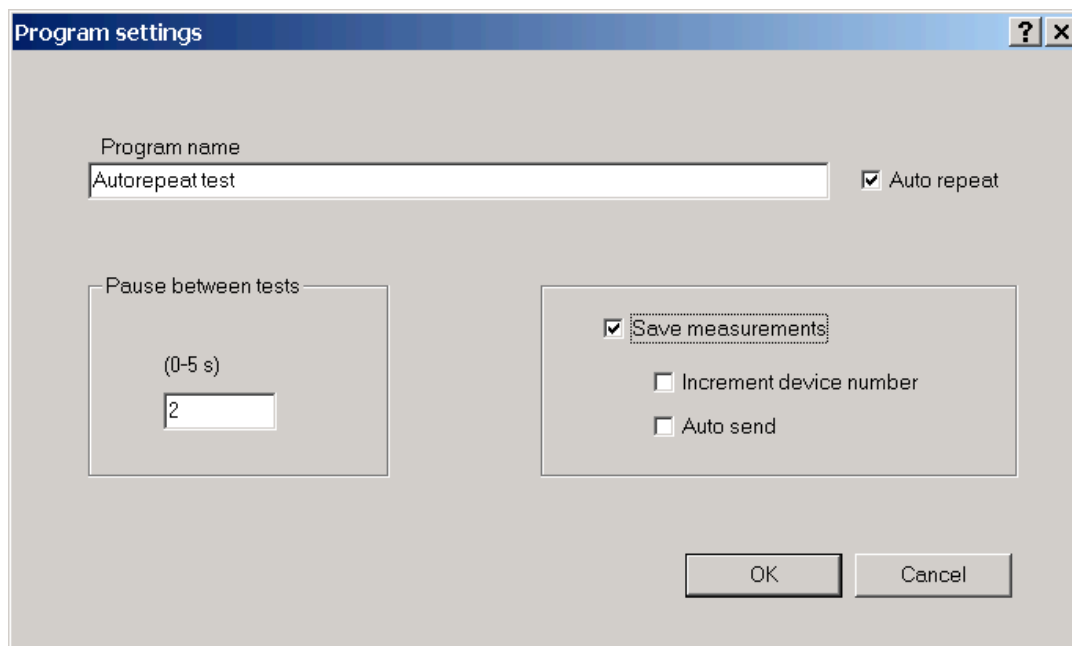 Program settings
Program name
Autorepeat test
Auto repeat
Pause between tests
(0-5 s)
2
Save measurements
Increment device number
Auto send
OK
Cancel